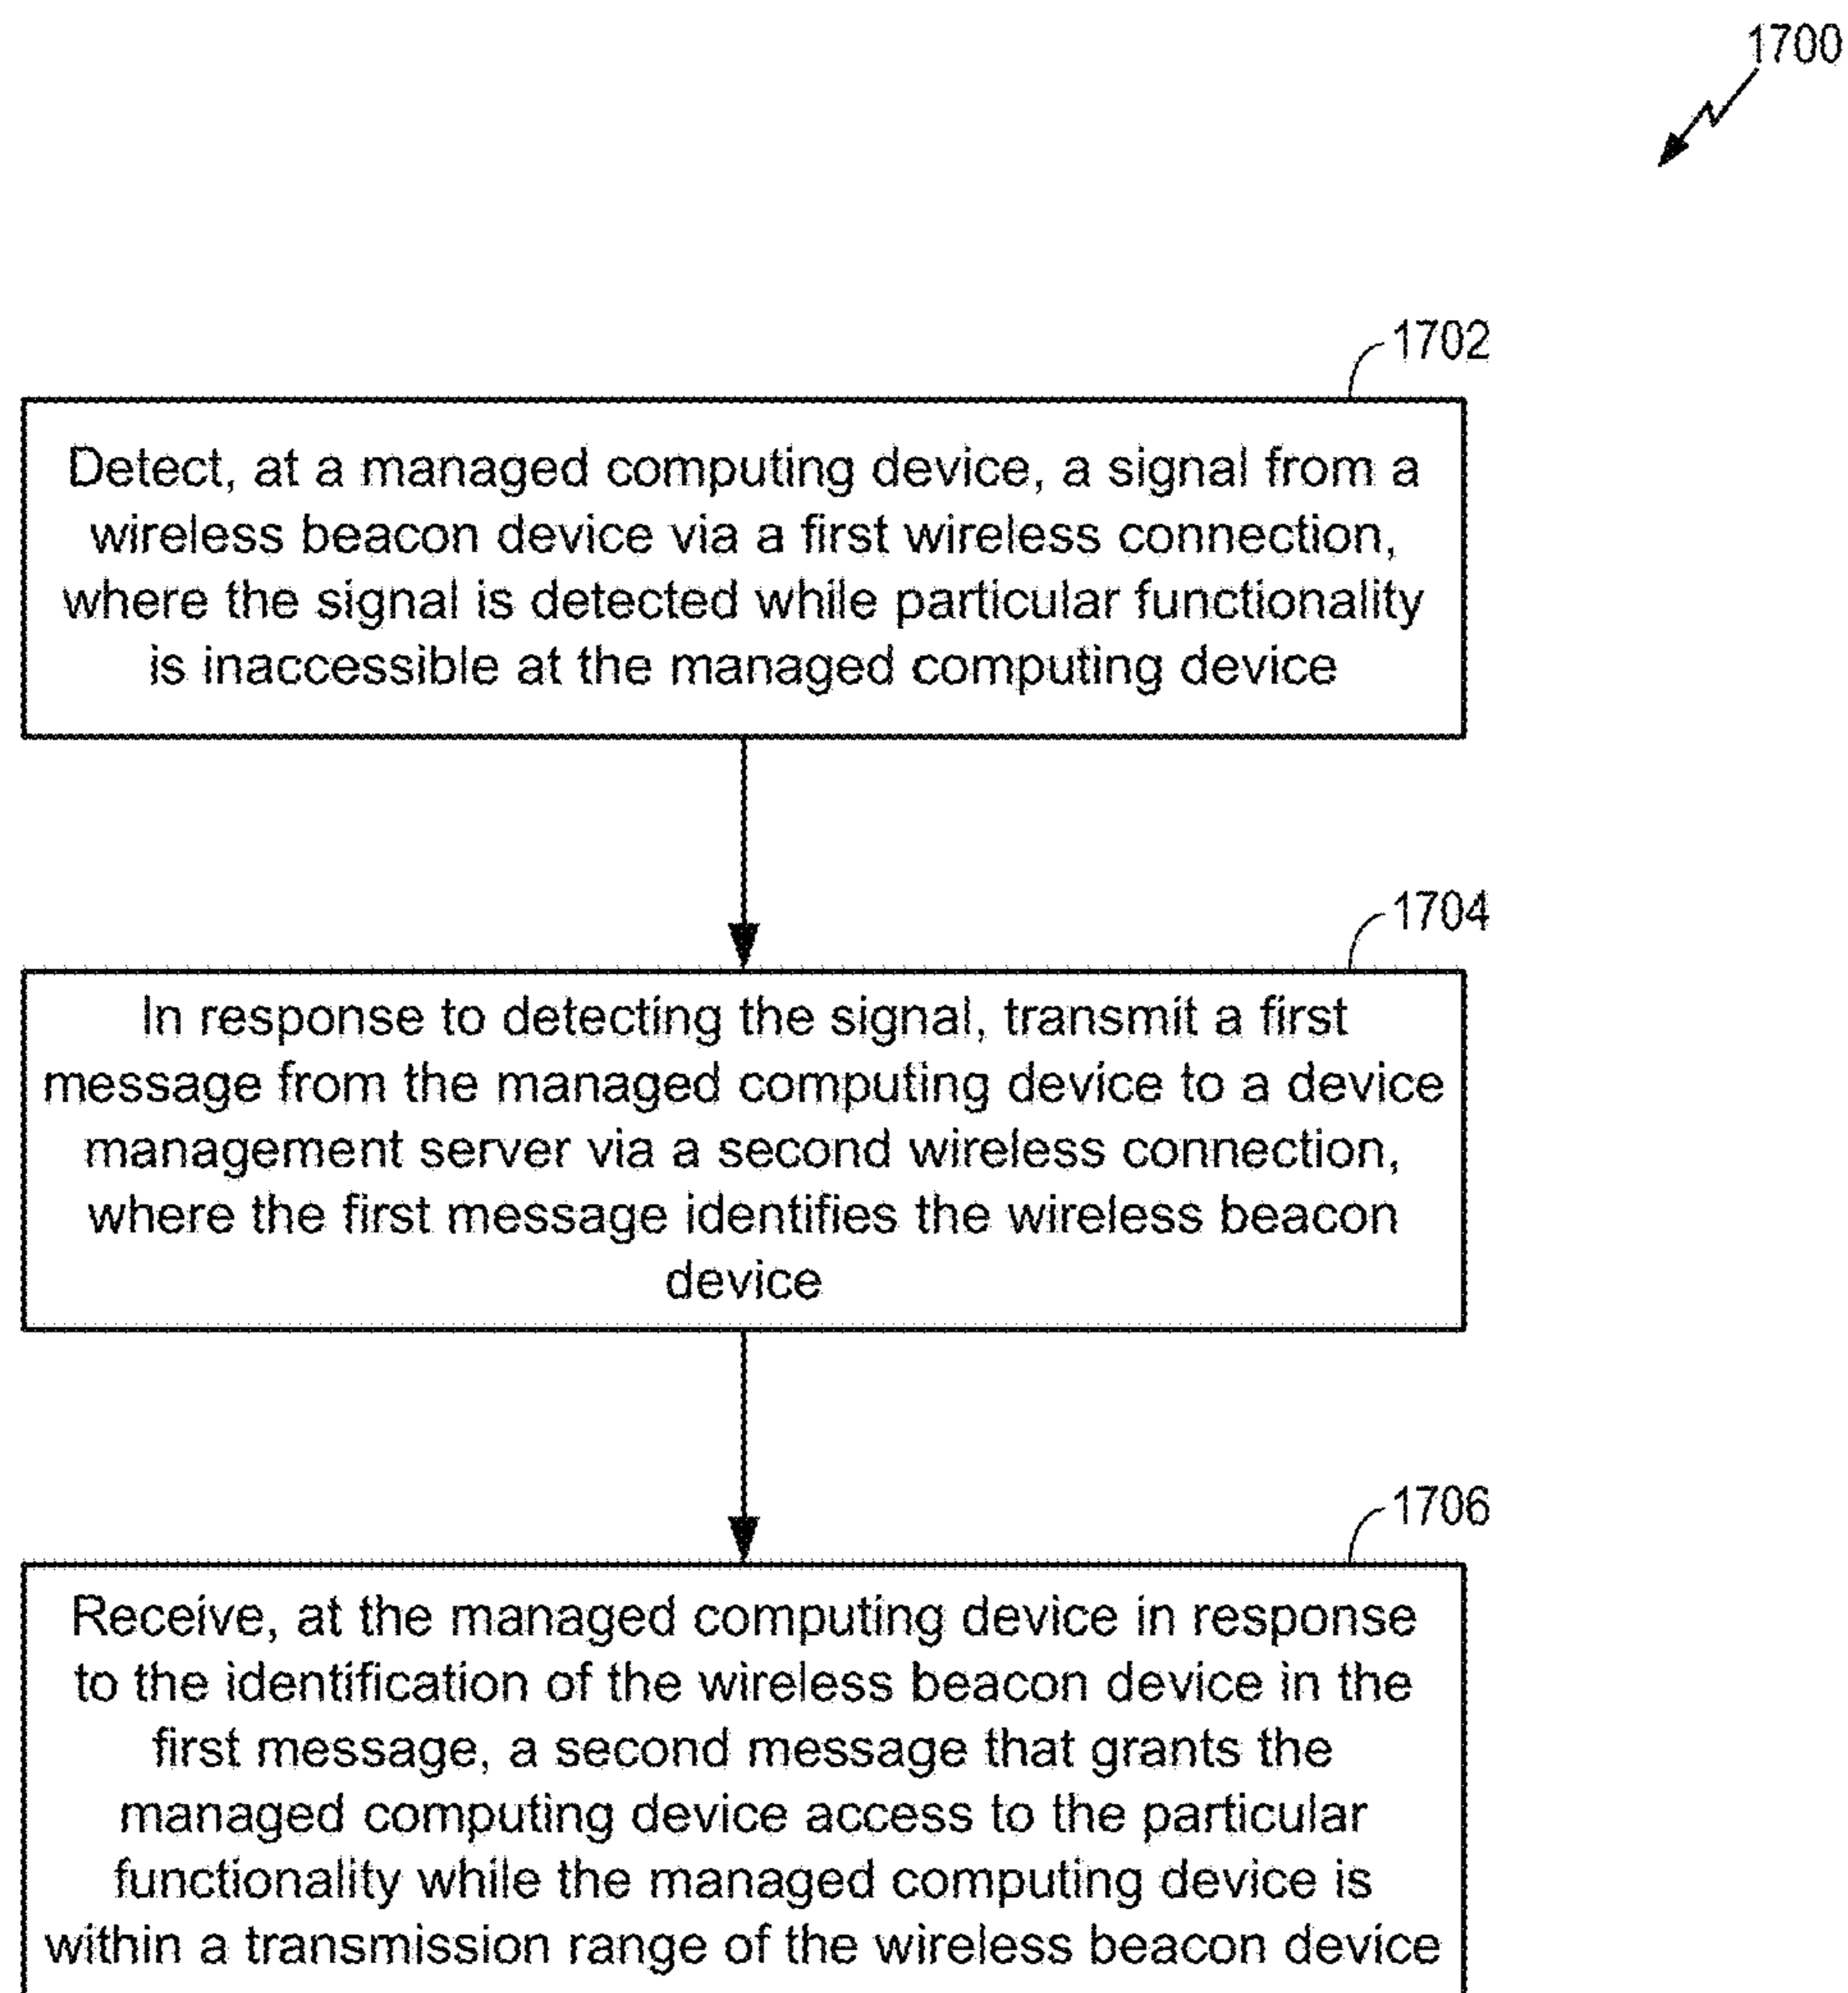 1700
1702
Detect, at a managed computing device, a signal from a
wireless beacon device via a first wireless connection,
where the signal is detected while particular functionality
is inaccessible at the managed computing device
1704
In response to detecting the signal, transmit a first
message from the managed computing device to a device
management server via a second wireless connection,
where the first message identifies the wireless beacon
device
1706
Receive, at the managed computing device in response
to the identification of the wireless beacon device in the
first message, a second message that grants the
managed computing device access to the particular
functionality while the managed computing device is
within a transmission range of the wireless beacon device